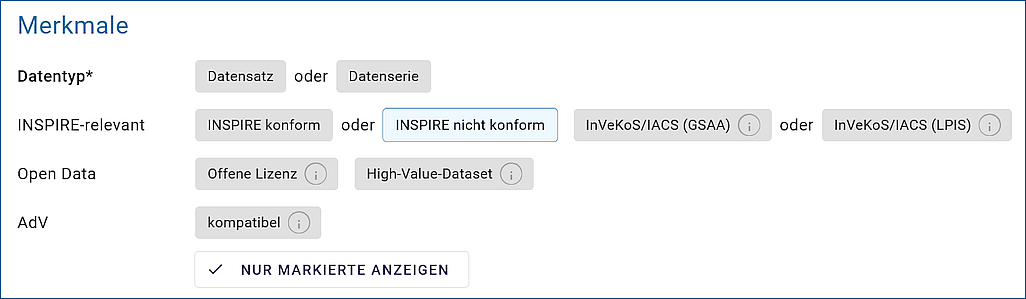 Merkmale
Datentyp* Datensatz oder Datenserie
INSPIRE-relevant INSPIRE konform oder INSPIRE nicht konform InVeKoS/IACS (GSAA) i oder InVeKoS/IACS (LPIS) i
Open Data Offene Lizenz i High-Value-Dataset i
AdV kompatibel i
NUR MARKIERTE ANZEIGEN